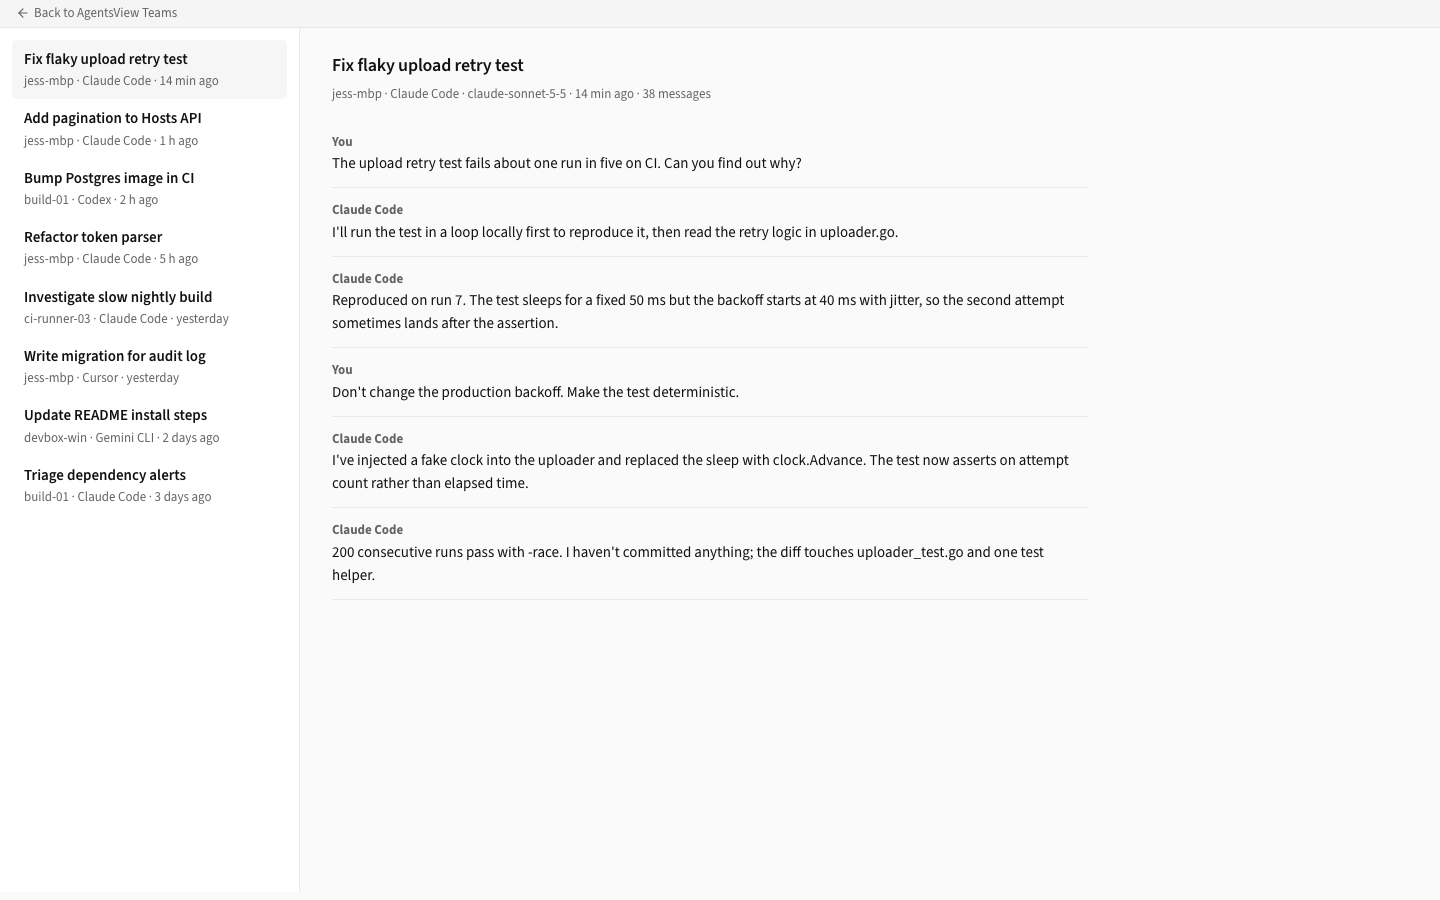 Back to AgentsView Teams
Fix flaky upload retry test
jess-mbp · Claude Code · 14 min ago
Add pagination to Hosts API
jess-mbp · Claude Code · 1 h ago
Bump Postgres image in CI
build-01 · Codex · 2 h ago
Refactor token parser
jess-mbp · Claude Code · 5 h ago
Investigate slow nightly build
ci-runner-03 · Claude Code · yesterday
Write migration for audit log
jess-mbp · Cursor · yesterday
Update README install steps
devbox-win · Gemini CLI · 2 days ago
Triage dependency alerts
build-01 · Claude Code · 3 days ago
Fix flaky upload retry test
jess-mbp · Claude Code · claude-sonnet-5-5 · 14 min ago · 38 messages
You
The upload retry test fails about one run in five on CI. Can you find out why?
Claude Code
I'll run the test in a loop locally first to reproduce it, then read the retry logic in uploader.go.
Claude Code
Reproduced on run 7. The test sleeps for a fixed 50 ms but the backoff starts at 40 ms with jitter, so the second attempt
sometimes lands after the assertion.
You
Don't change the production backoff. Make the test deterministic.
Claude Code
I've injected a fake clock into the uploader and replaced the sleep with clock.Advance. The test now asserts on attempt
count rather than elapsed time.
Claude Code
200 consecutive runs pass with -race. I haven't committed anything; the diff touches uploader_test.go and one test
helper.